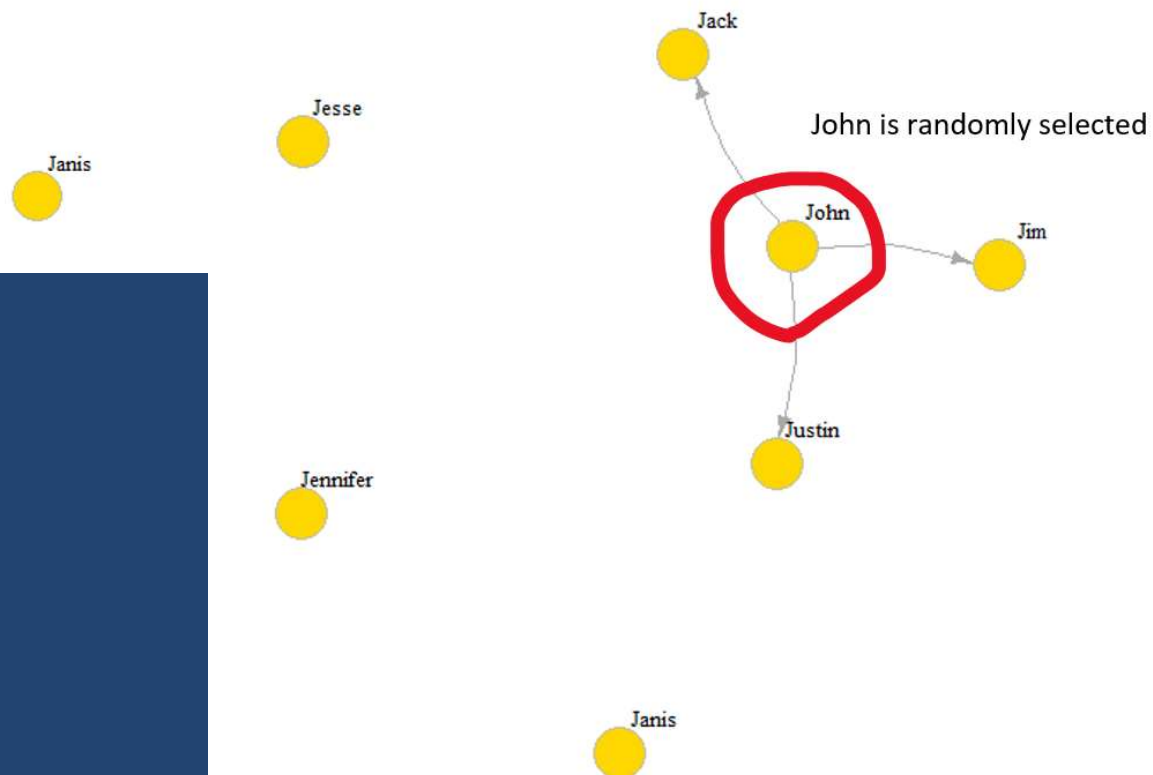 Jack
Jesse
John is randomly selected
Janis
John
Jim
Justin
Jennifer
Janis